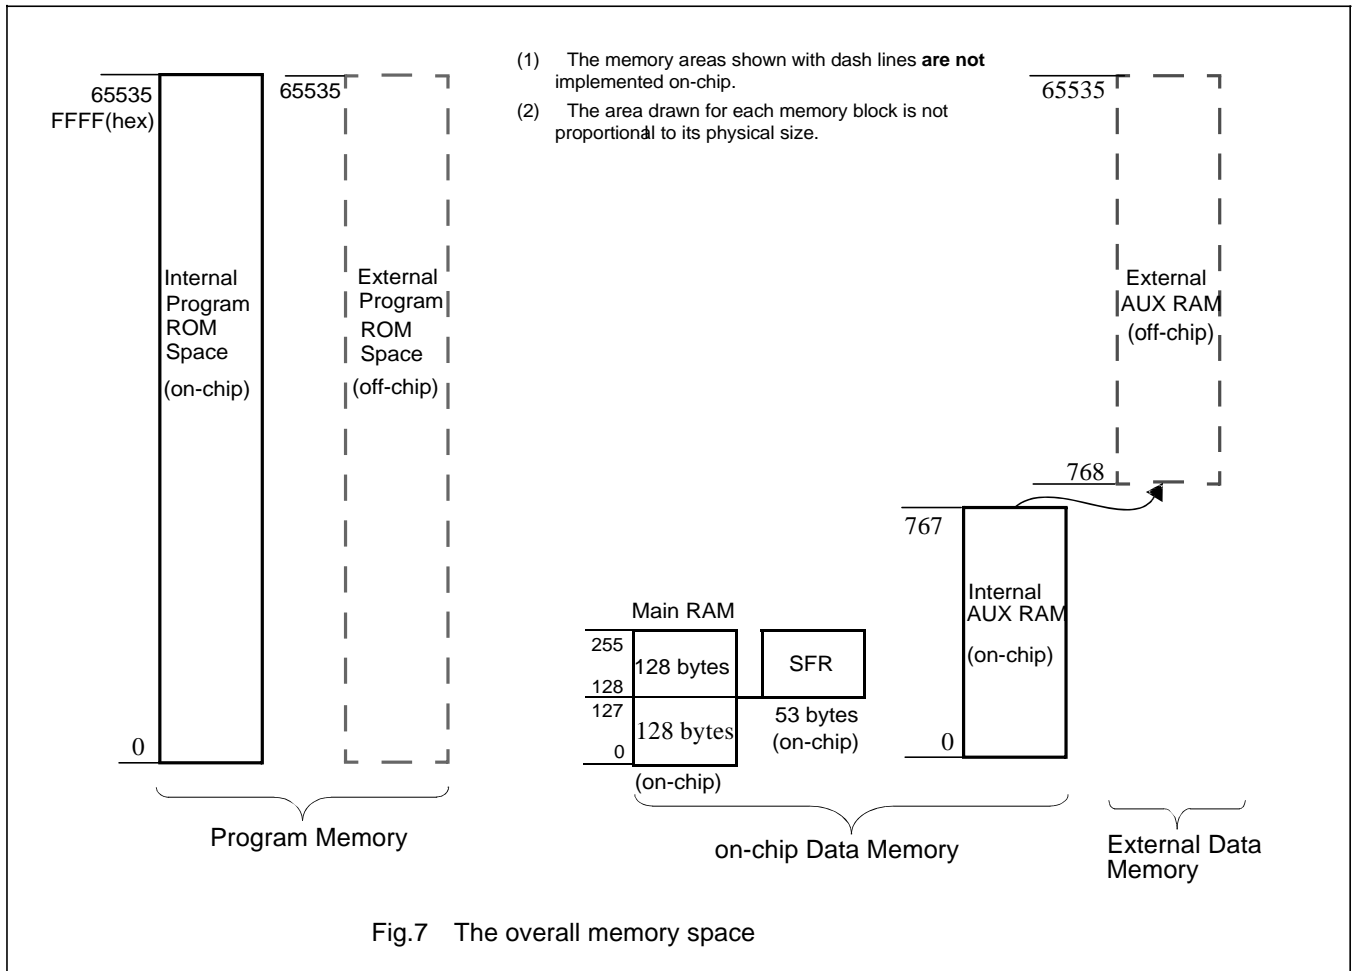 (1) The memory areas shown with dash lines are not
implemented on-chip.
(2) The area drawn for each memory block is not
proportional to its physical size.
65535
FFFF(hex)
Internal
Program
ROM
Space
(on-chip)
0
65535
External
Program
ROM
Space
(off-chip)
Program Memory
Main RAM
255
128 bytes
128
127
128 bytes
0
(on-chip)
SFR
53 bytes
(on-chip)
767
Internal
AUX RAM
(on-chip)
0
on-chip Data Memory
65535
External
AUX RAM
(off-chip)
768
External Data
Memory
Fig.7 The overall memory space